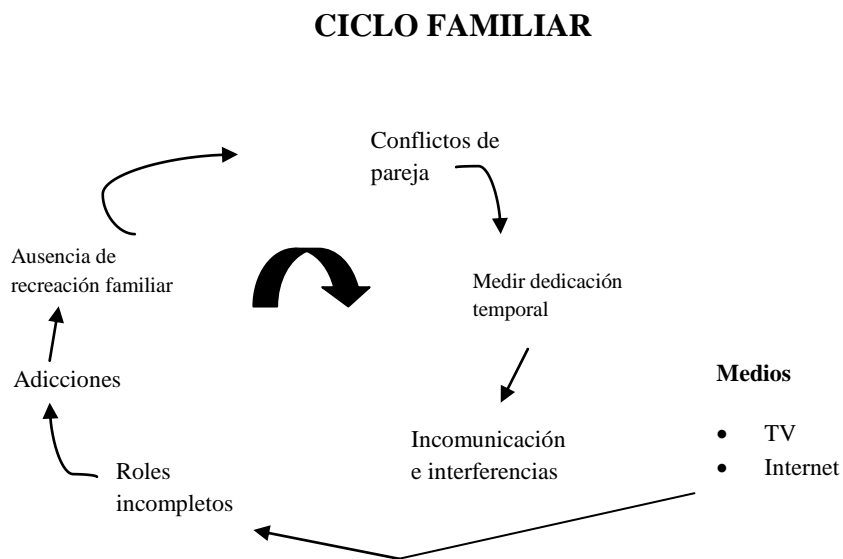 CICLO FAMILIAR
Conflictos de
pareja
Ausencia de
recreación familiar
Medir dedicación
temporal
Adicciones
Medios
Incomunicación
e interferencias
• TV
• Internet
Roles
incompletos